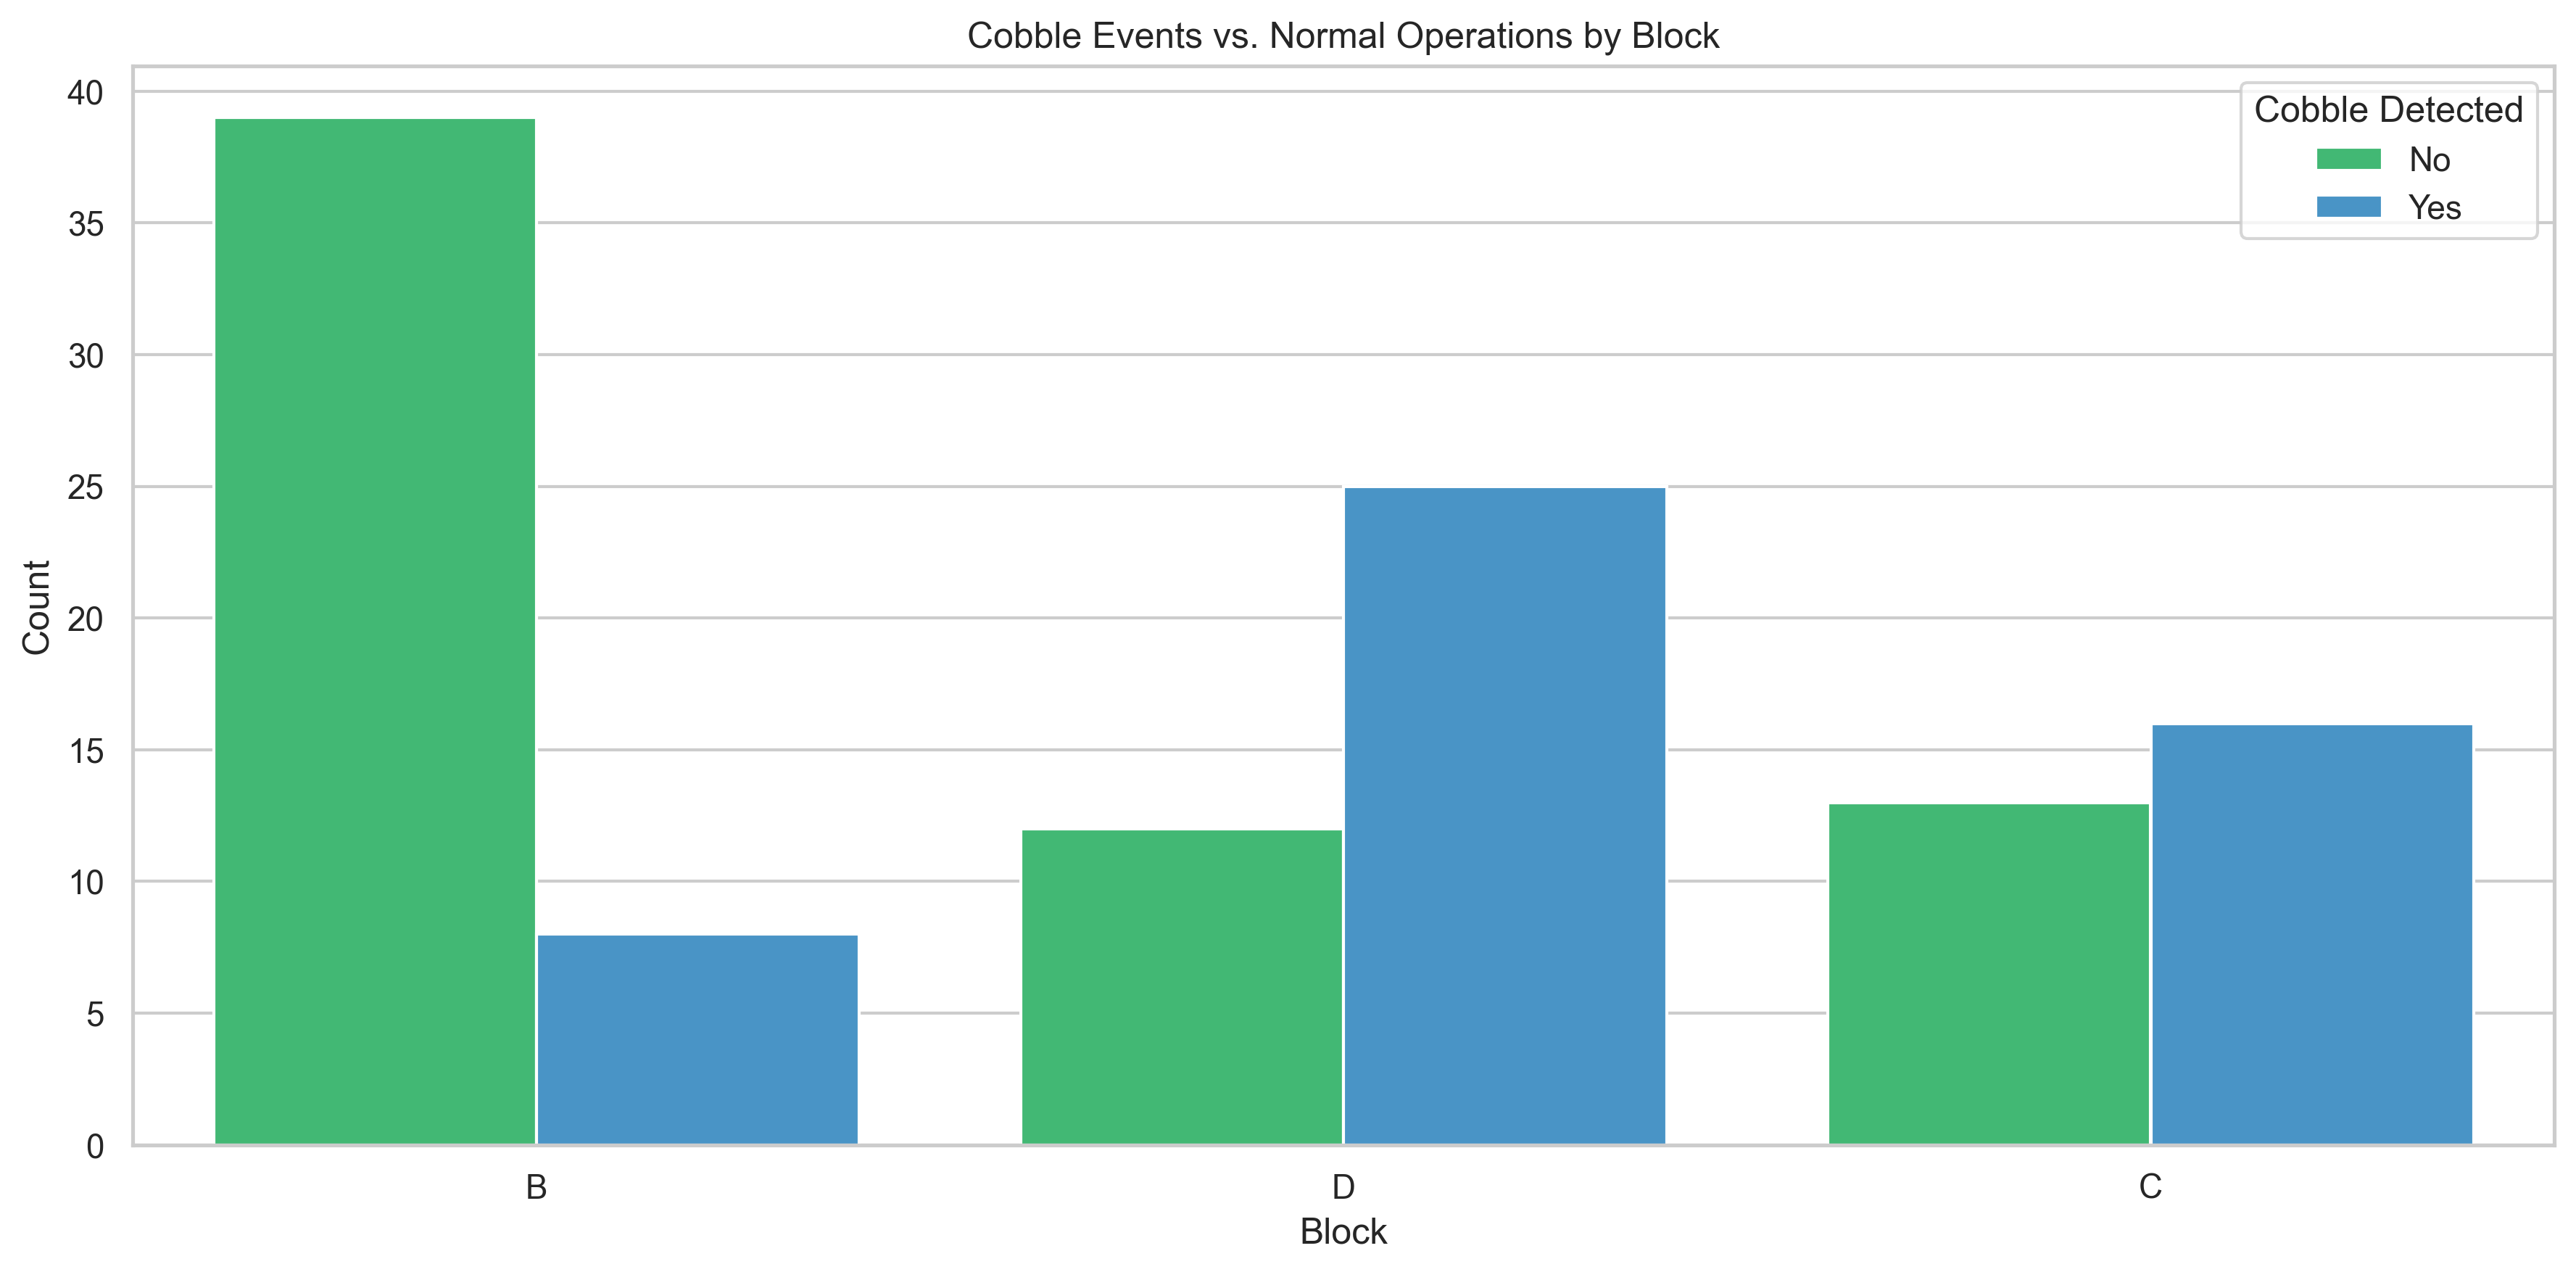 Cobble Events vs. Normal Operations by Block
Cobble Detected
No
Yes
Count
40
35
30
25
20
15
10
5
0
B
D
C
Block